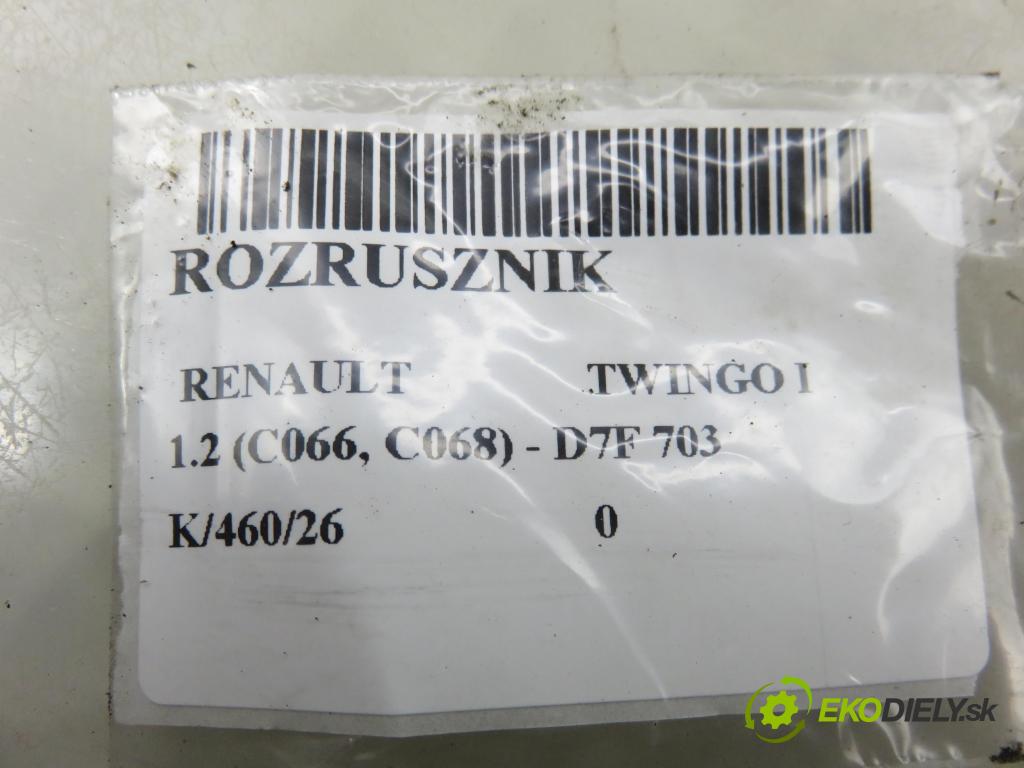 ROZRUSZNIK
RENAULT TWINGO I
1.2 (C066, C068) - D7F 703
K/460/26 0
EKODIELY.sk